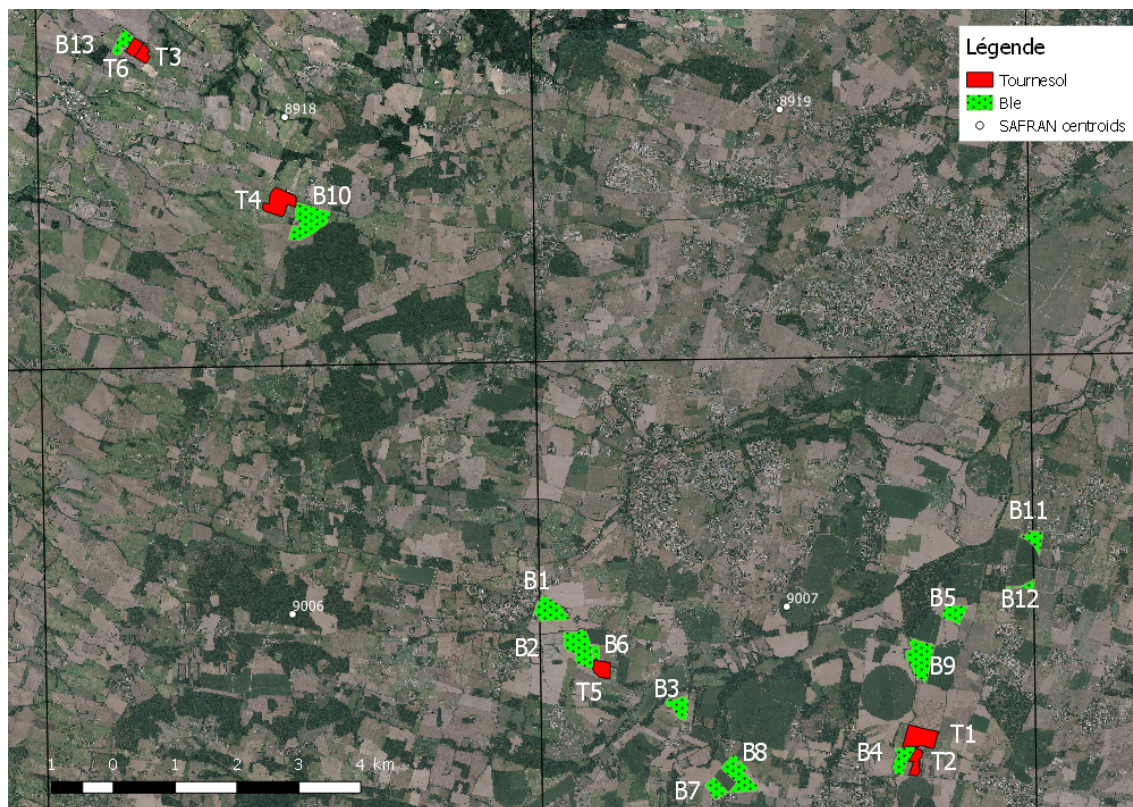 B13
T6
T3
8918
8919
Légende
Tournesol
Ble
SAFRAN centroids
T4
B10
B11
B1
9006
9007
B12
B5
B2
B6
B9
T5
B3
T1
B4
T2
B8
B7
1 0 1 2 3 4 km